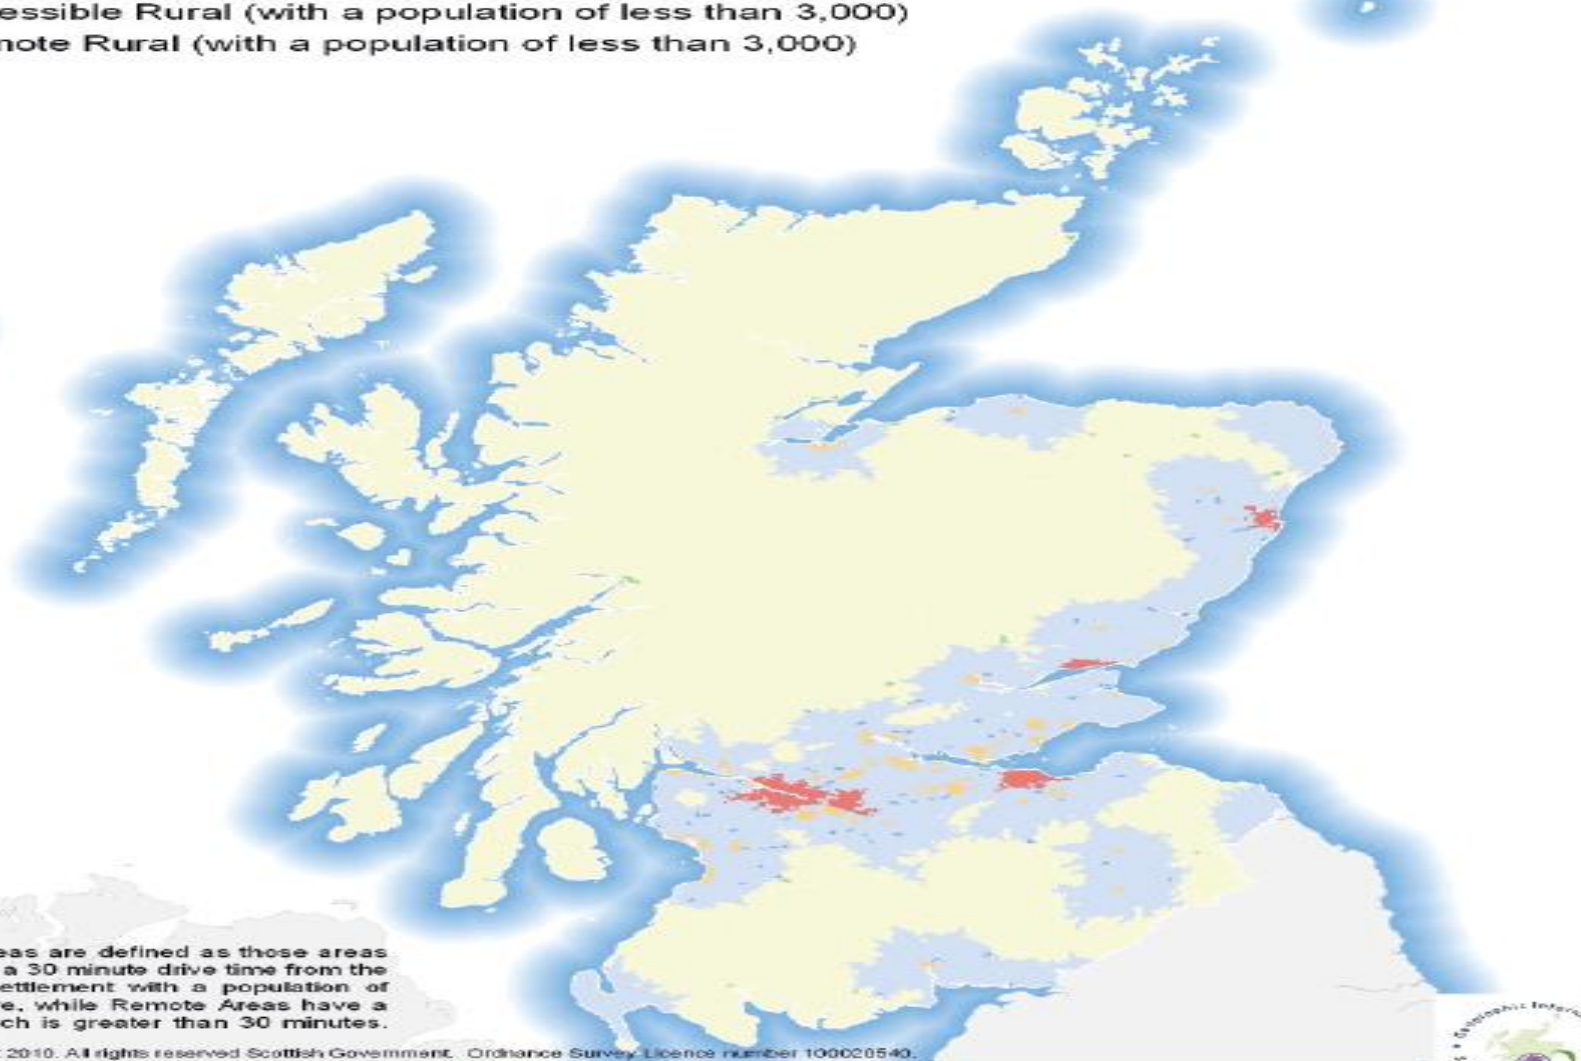 essible Rural (with a population of less than 3,000)
note Rural (with a population of less than 3,000)
eas are defined as those areas
a 30 minute drive time from the
ettlement with a population of
e, while Remote Areas have a
ch is greater than 30 minutes.
2010. All rights reserved Scottish Government. Ordnance Survey Licence number 100020540.
Geographic Inform